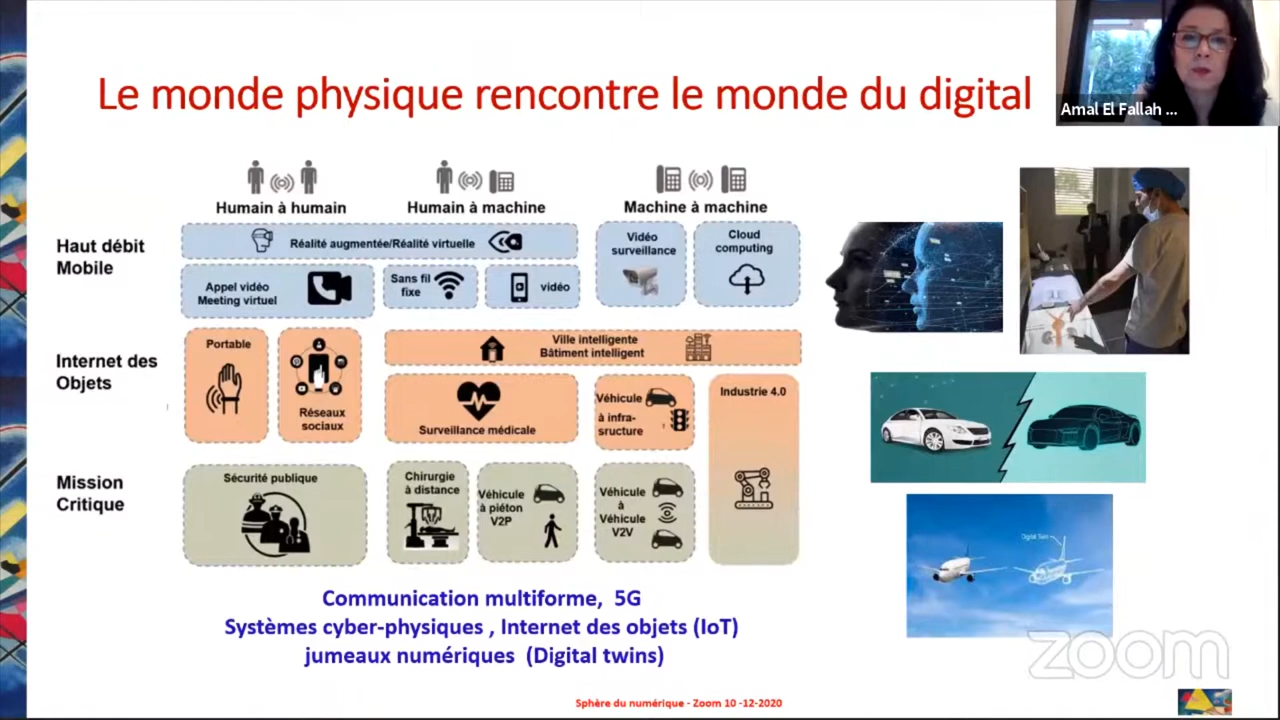 Le monde physique rencontre le monde du digital
Amal El Fallah ...
Humain à humain
Humain à machine
Machine à machine
Haut débit
Mobile
Réalité augmentée/Réalité virtuelle
Vidéo
surveillance
Cloud
computing
Appel vidéo
Meeting virtuel
Sans fil
fixe
vidéo
Internet des
Objets
Portable
Réseaux
sociaux
Ville intelligente
Bâtiment intelligent
Surveillance médicale
Véhicule
à infra-
sructure
Industrie 4.0
Mission
Critique
Sécurité publique
Chirurgie
à distance
Véhicule
à piéton
V2P
Véhicule
à
Véhicule
V2V
Digital Twin
Communication multiforme, 5G
Systèmes cyber-physiques , Internet des objets (IoT)
jumeaux numériques (Digital twins)
zoom
Sphère du numérique - Zoom 10 -12-2020